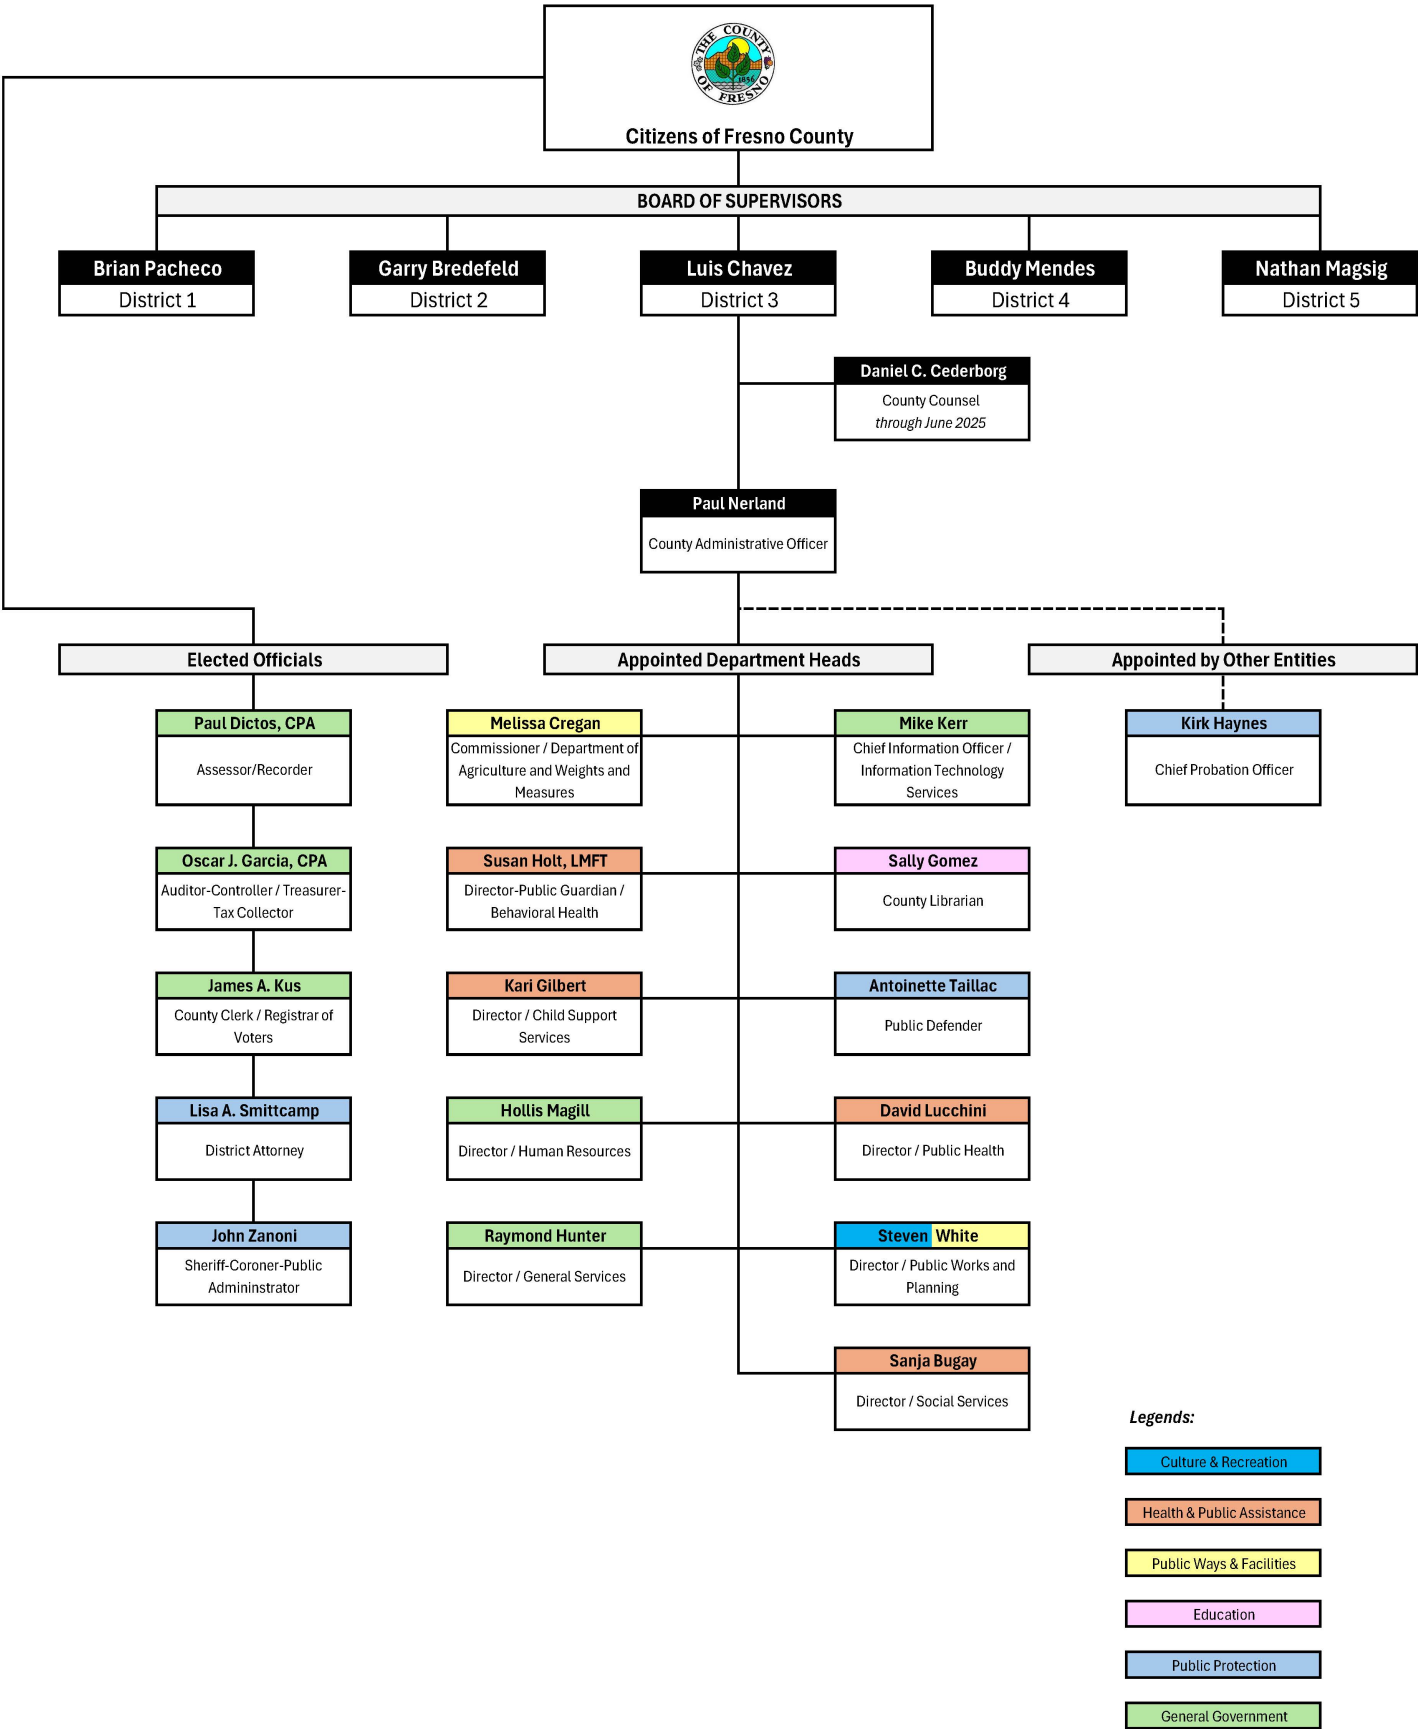 THE COUNTY OF FRESNO
1856
Citizens of Fresno County
BOARD OF SUPERVISORS
Brian Pacheco
District 1
Garry Bredefeld
District 2
Luis Chavez
District 3
Buddy Mendes
District 4
Nathan Magsig
District 5
Daniel C. Cederborg
County Counsel
through June 2025
Paul Nerland
County Administrative Officer
Elected Officials
Appointed Department Heads
Appointed by Other Entities
Paul Dictos, CPA
Assessor/Recorder
Melissa Cregan
Commissioner / Department of
Agriculture and Weights and
Measures
Mike Kerr
Chief Information Officer /
Information Technology
Services
Kirk Haynes
Chief Probation Officer
Oscar J. Garcia, CPA
Auditor-Controller / Treasurer-
Tax Collector
Susan Holt, LMFT
Director-Public Guardian /
Behavioral Health
Sally Gomez
County Librarian
James A. Kus
County Clerk / Registrar of
Voters
Kari Gilbert
Director / Child Support
Services
Antoinette Taillac
Public Defender
Lisa A. Smittcamp
District Attorney
Hollis Magill
Director / Human Resources
David Lucchini
Director / Public Health
John Zanoni
Sheriff-Coroner-Public
Admininstrator
Raymond Hunter
Director / General Services
Steven White
Director / Public Works and
Planning
Sanja Bugay
Director / Social Services
Legends:
Culture & Recreation
Health & Public Assistance
Public Ways & Facilities
Education
Public Protection
General Government